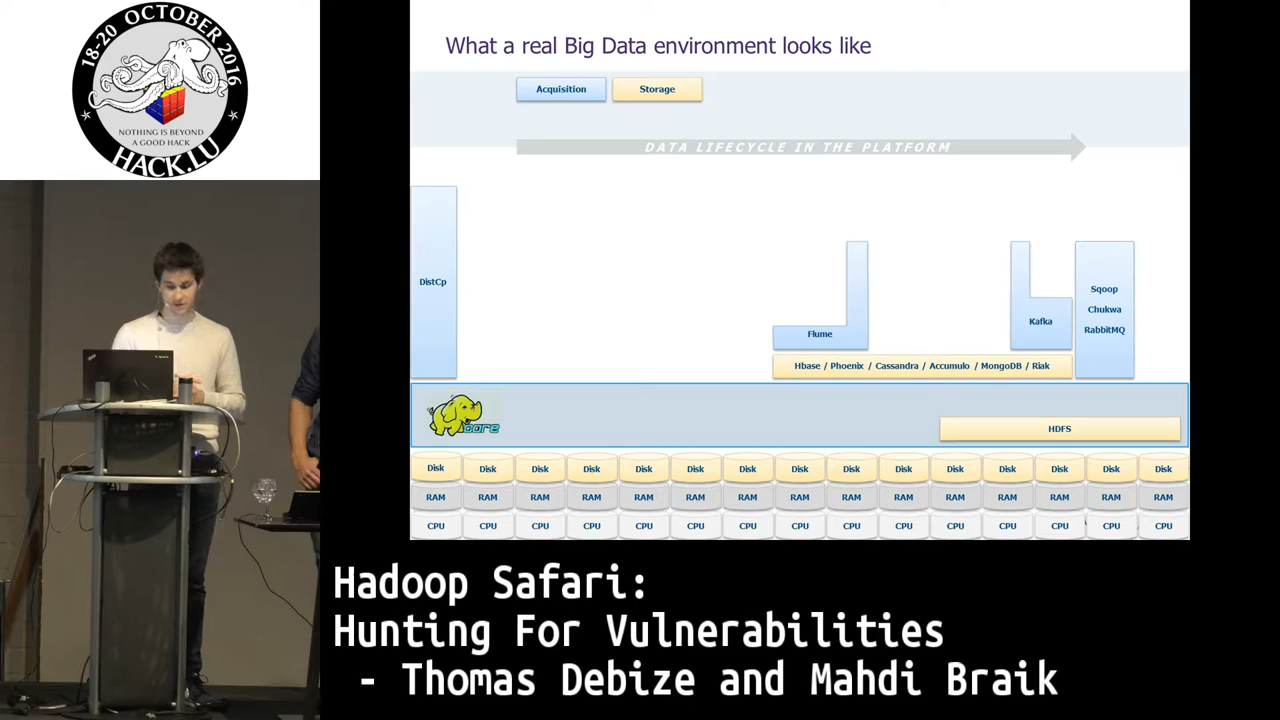 18-20 OCTOBER 2016
NOTHING IS BEYOND
A GOOD HACK
HACK.LU
What a real Big Data environment looks like
Acquisition
Storage
DATA LIFECYCLE IN THE PLATFORM
DistCp
Flume
Kafka
Sqoop
Chukwa
RabbitMQ
Hbase / Phoenix / Cassandra / Accumulo / MongoDB / Riak
core
HDFS
Disk Disk Disk Disk Disk Disk Disk Disk Disk Disk Disk Disk Disk Disk Disk
RAM RAM RAM RAM RAM RAM RAM RAM RAM RAM RAM RAM RAM RAM RAM
CPU CPU CPU CPU CPU CPU CPU CPU CPU CPU CPU CPU CPU CPU CPU
Hadoop Safari:
Hunting For Vulnerabilities
- Thomas Debize and Mahdi Braik